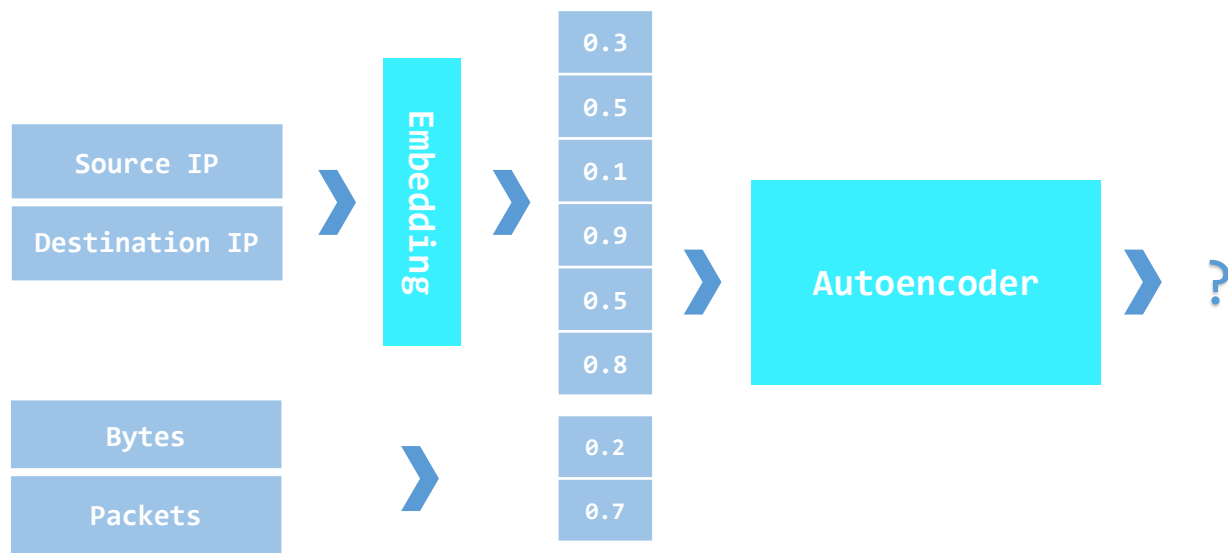 Source IP
Destination IP
Bytes
Packets
Embedding
0.3
0.5
0.1
0.9
0.5
0.8
0.2
0.7
Autoencoder
?